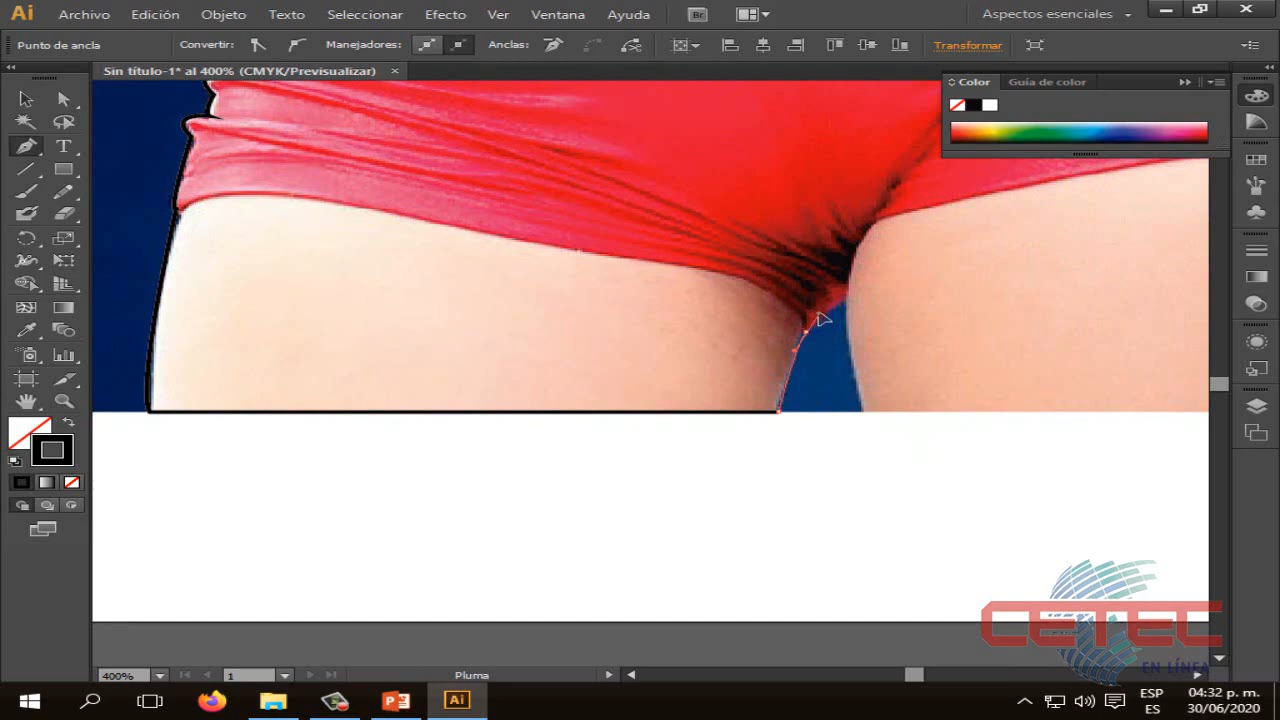 Ai Archivo Edición Objeto Texto Seleccionar Efecto Ver Ventana Ayuda Br Aspectos esenciales
Punto de ancla Convertir: Manejadores: Anclas: Transformar
Sin título-1* al 400% (CMYK/Previsualizar) ×
Color Guía de color
T
CETEC
EN LÍNEA
400% 1 Pluma
Ai ESP 04:32 p. m.
ES 30/06/2020